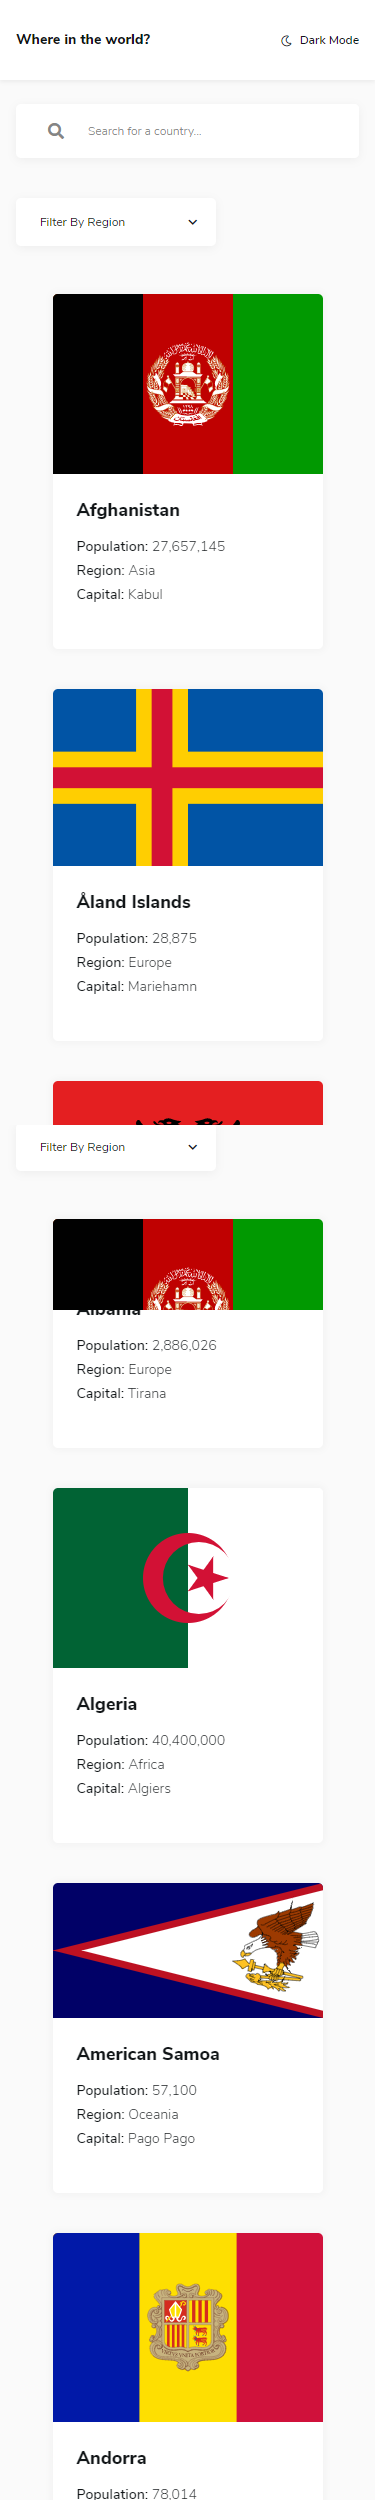 Where in the world?
Dark Mode
Search for a country...
Filter By Region
Afghanistan
Population: 27,657,145
Region: Asia
Capital: Kabul
Åland Islands
Population: 28,875
Region: Europe
Capital: Mariehamn
Filter By Region
Albania
Population: 2,886,026
Region: Europe
Capital: Tirana
Algeria
Population: 40,400,000
Region: Africa
Capital: Algiers
American Samoa
Population: 57,100
Region: Oceania
Capital: Pago Pago
Andorra
Population: 78,014